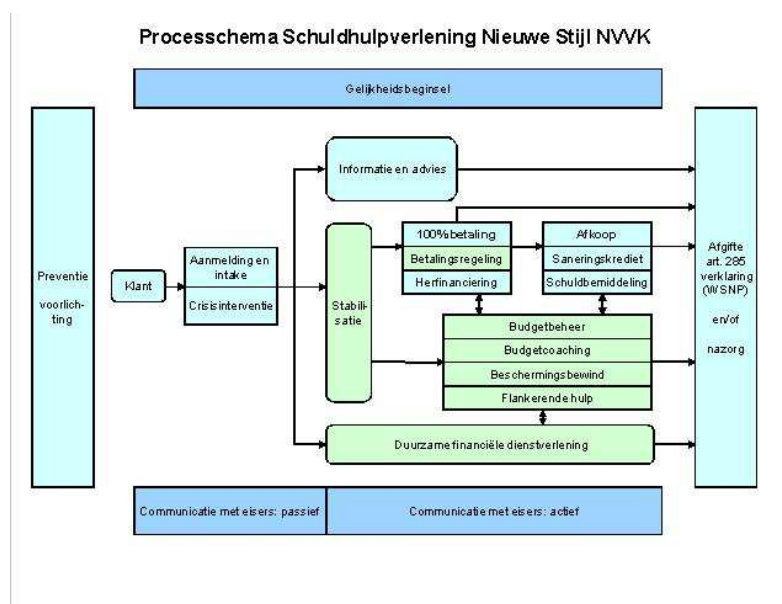 Processchema Schuldhulpverlening Nieuwe Stijl NVVK
Gelijkheidsbeginsel
Preventie
voorlich-
ting
Klant
Aanmelding en
intake
Crisisinterventie
Informatie en advies
Stabili-
satie
100% betaling
Betalingsregeling
Herfinanciering
Afkoop
Saneringskrediet
Schuldbemiddeling
Budgetbeheer
Budgetcoaching
Beschermingsbewind
Flankerende hulp
Duurzame financiële dienstverlening
Afgifte
art. 285
verklaring
(WSNP)
en/of
nazorg
Communicatie met eisers: passief
Communicatie met eisers: actief